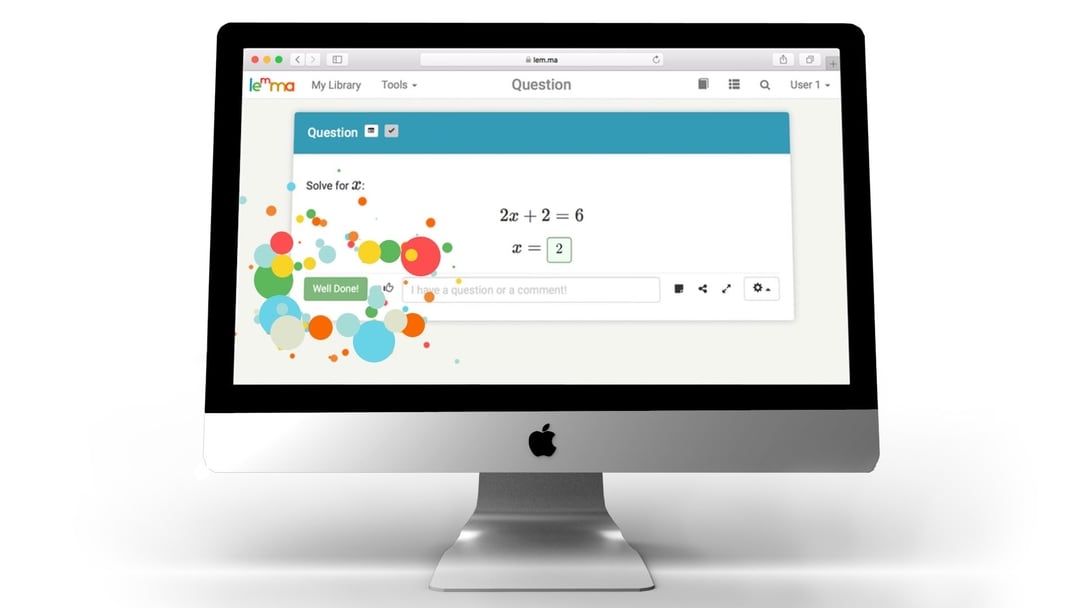 lem.ma
lemma My Library Tools Question User 1
Question
Solve for x:
2x + 2 = 6
x = 2
Well Done! I have a question or a comment!